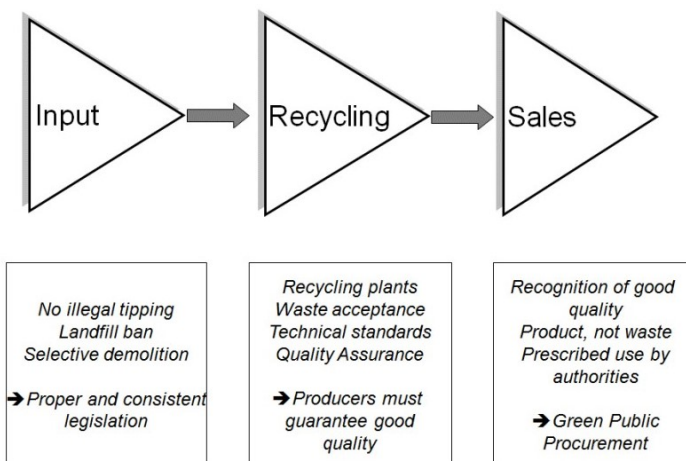 Input
Recycling
Sales
No illegal tipping
Landfill ban
Selective demolition
➔Proper and consistent
legislation
Recycling plants
Waste acceptance
Technical standards
Quality Assurance
➔Producers must
guarantee good
quality
Recognition of good
quality
Product, not waste
Prescribed use by
authorities
➔Green Public
Procurement